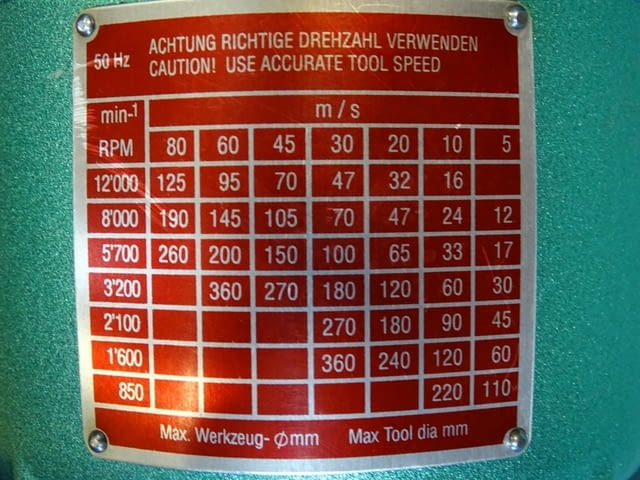 50 Hz
ACHTUNG RICHTIGE DREHZAHL VERWENDEN
CAUTION! USE ACCURATE TOOL SPEED
min-1 m / s
RPM 80 60 45 30 20 10 5
12'000 125 95 70 47 32 16
8'000 190 145 105 70 47 24 12
5'700 260 200 150 100 65 33 17
3'200 360 270 180 120 60 30
2'100 270 180 90 45
1'600 360 240 120 60
850 220 110
Max. Werkzeug- Ømm Max Tool dia mm